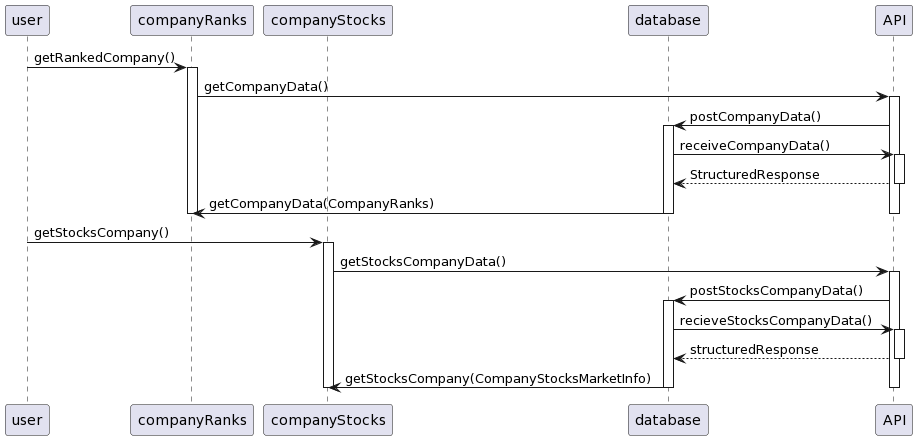 user companyRanks companyStocks database API
getRankedCompany()
getCompanyData()
postCompanyData()
receiveCompanyData()
StructuredResponse
getCompanyData(CompanyRanks)
getStocksCompany()
getStocksCompanyData()
postStocksCompanyData()
recieveStocksCompanyData()
structuredResponse
getStocksCompany(CompanyStocksMarketInfo)
user companyRanks companyStocks database API